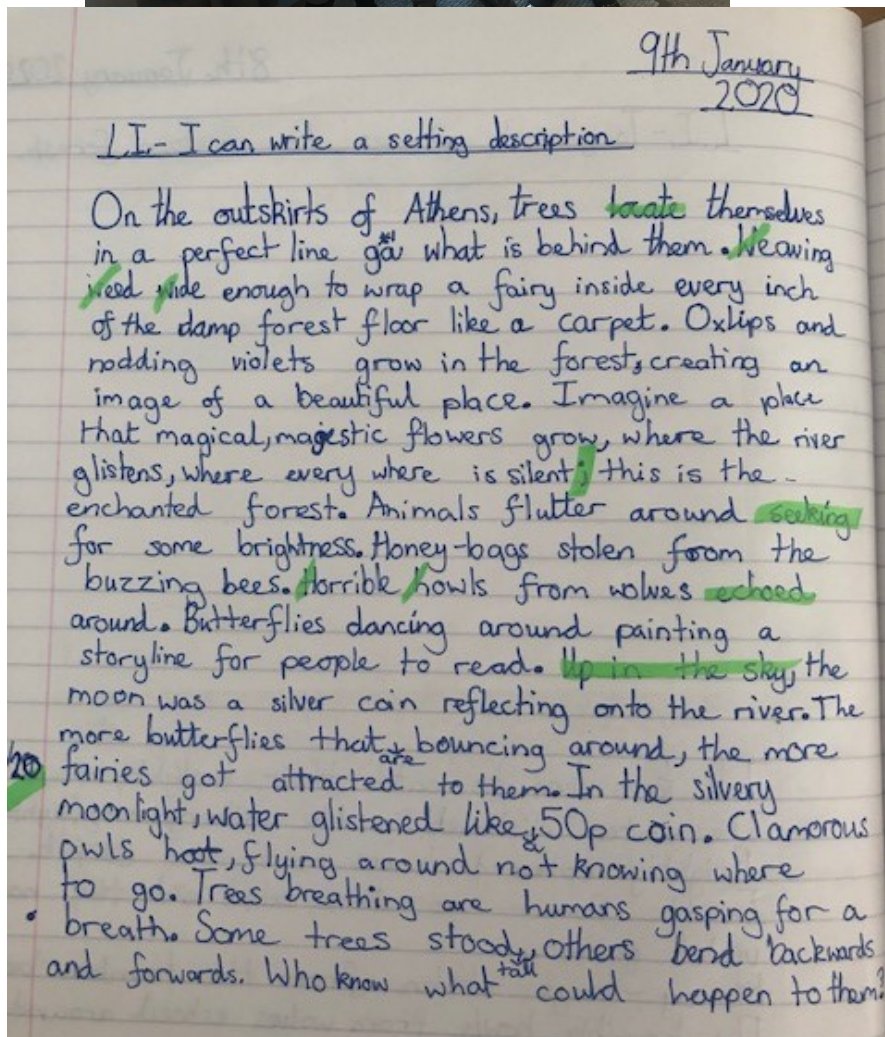 9th January
2020
LI.- I can write a setting description
On the outskirts of Athens, trees locate themselves
in a perfect line what is behind them. Weaving
weed wide enough to wrap a fairy inside every inch
of the damp forest floor like a carpet. Oxlips and
nodding violets grow in the forest, creating an
image of a beautiful place. Imagine a place
that magical, magestic flowers grow, where the river
glistens, where every where is silent; this is the
enchanted forest. Animals flutter around seeking
for some brightness. Honey-bags stolen from the
buzzing bees. Horrible howls from wolves echoed
around. Butterflies dancing around painting a
storyline for people to read. Up in the sky, the
moon was a silver coin reflecting onto the river. The
more butterflies that are bouncing around, the more
20 fairies got attracted to them. In the silvery
moonlight, water glistened like a 50p coin. Clamorous
owls hoot, flying around not knowing where
to go. Trees breathing are humans gasping for a
breath. Some trees stood tall, others bend backwards
and forwards. Who know what could happen to them?